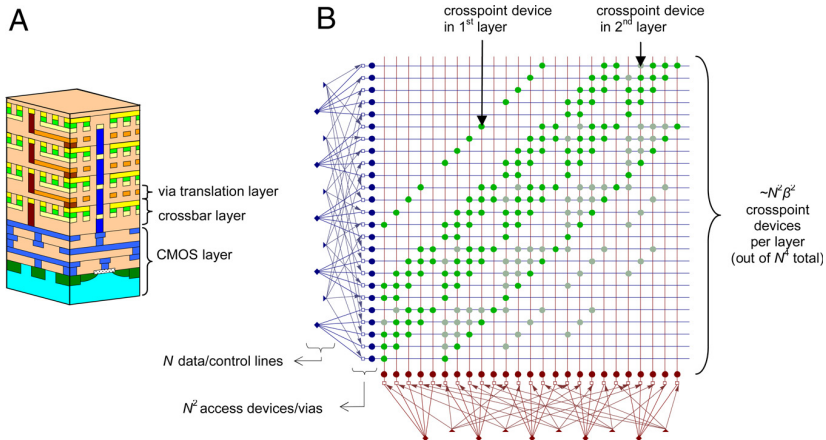 A
via translation layer
crossbar layer
CMOS layer
B
crosspoint device
in 1st layer
crosspoint device
in 2nd layer
~N²β²
crosspoint
devices
per layer
(out of N⁴ total)
N data/control lines
N² access devices/vias